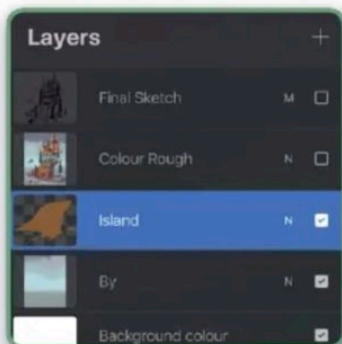 Layers
Final Sketch M
Colour Rough N
Island N
By N
Background colour